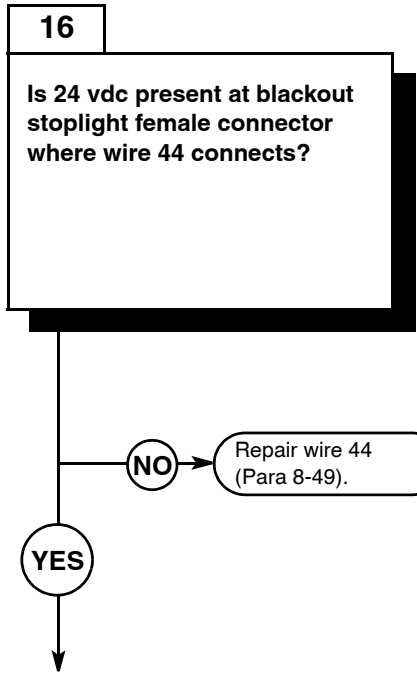 16
Is 24 vdc present at blackout
stoplight female connector
where wire 44 connects?
NO
Repair wire 44
(Para 8-49).
YES